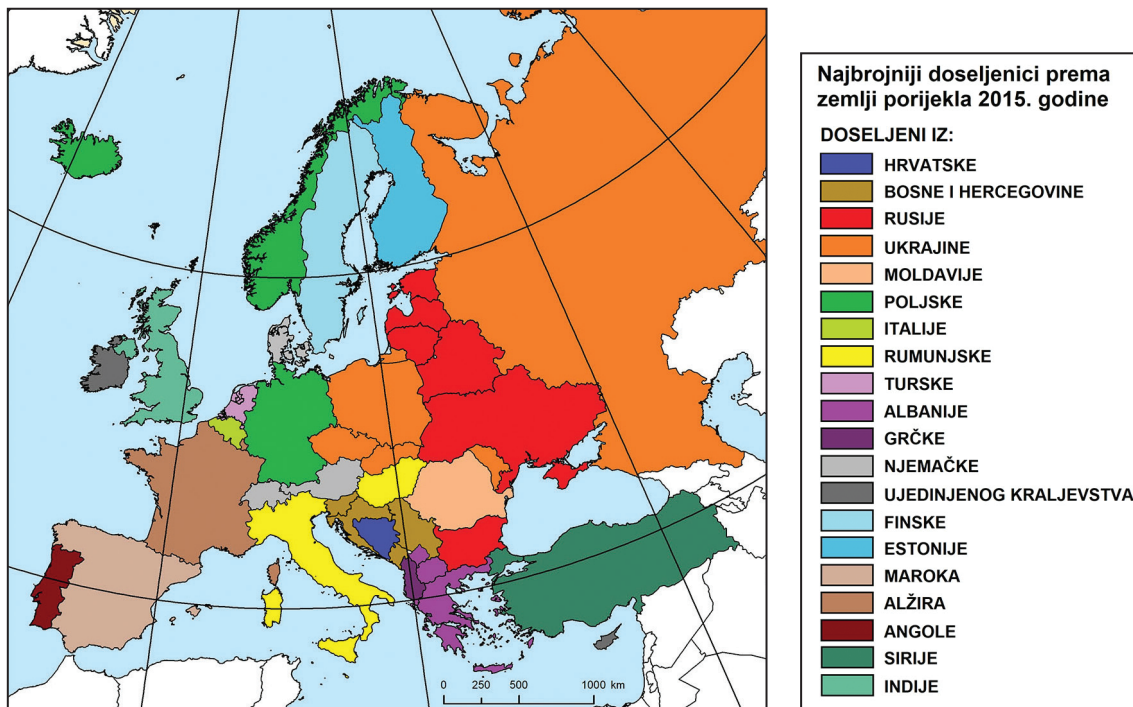 Najbrojniji doseljenici prema
zemlji porijekla 2015. godine
DOSELJENI IZ:
HRVATSKE
BOSNE I HERCEGOVINE
RUSIJE
UKRAJINE
MOLDAVIJE
POLJSKE
ITALIJE
RUMUNJSKE
TURSKE
ALBANIJE
GRČKE
NJEMAČKE
UJEDINJENOG KRALJEVSTVA
FINSKE
ESTONIJE
MAROKA
ALŽIRA
ANGOLE
SIRIJE
INDIJE
0 250 500 1000 km